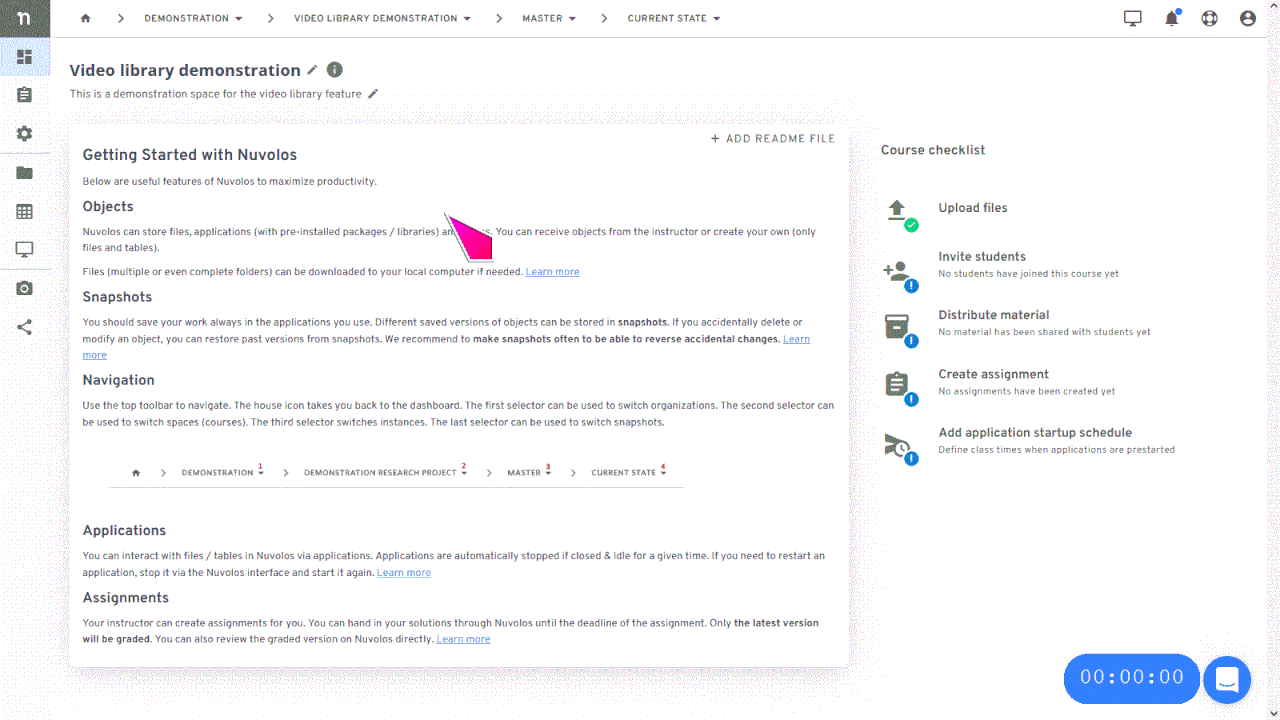 n
DEMONSTRATION
VIDEO LIBRARY DEMONSTRATION
MASTER
CURRENT STATE
Video library demonstration
This is a demonstration space for the video library feature
+ ADD README FILE
Getting Started with Nuvolos
Below are useful features of Nuvolos to maximize productivity.
Objects
Nuvolos can store files, applications (with pre-installed packages / libraries) an s. You can receive objects from the instructor or create your own (only
files and tables).
Files (multiple or even complete folders) can be downloaded to your local computer if needed. Learn more
Snapshots
You should save your work always in the applications you use. Different saved versions of objects can be stored in snapshots. If you accidentally delete or
modify an object, you can restore past versions from snapshots. We recommend to make snapshots often to be able to reverse accidental changes. Learn
more
Navigation
Use the top toolbar to navigate. The house icon takes you back to the dashboard. The first selector can be used to switch organizations. The second selector can
be used to switch spaces (courses). The third selector switches instances. The last selector can be used to switch snapshots.
DEMONSTRATION 1
DEMONSTRATION RESEARCH PROJECT 2
MASTER 3
CURRENT STATE 4
Applications
You can interact with files / tables in Nuvolos via applications. Applications are automatically stopped if closed & idle for a given time. If you need to restart an
application, stop it via the Nuvolos interface and start it again. Learn more
Assignments
Your instructor can create assignments for you. You can hand in your solutions through Nuvolos until the deadline of the assignment. Only the latest version
will be graded. You can also review the graded version on Nuvolos directly. Learn more
Course checklist
Upload files
Invite students
No students have joined this course yet
Distribute material
No material has been shared with students yet
Create assignment
No assignments have been created yet
Add application startup schedule
Define class times when applications are prestarted
00:00:00